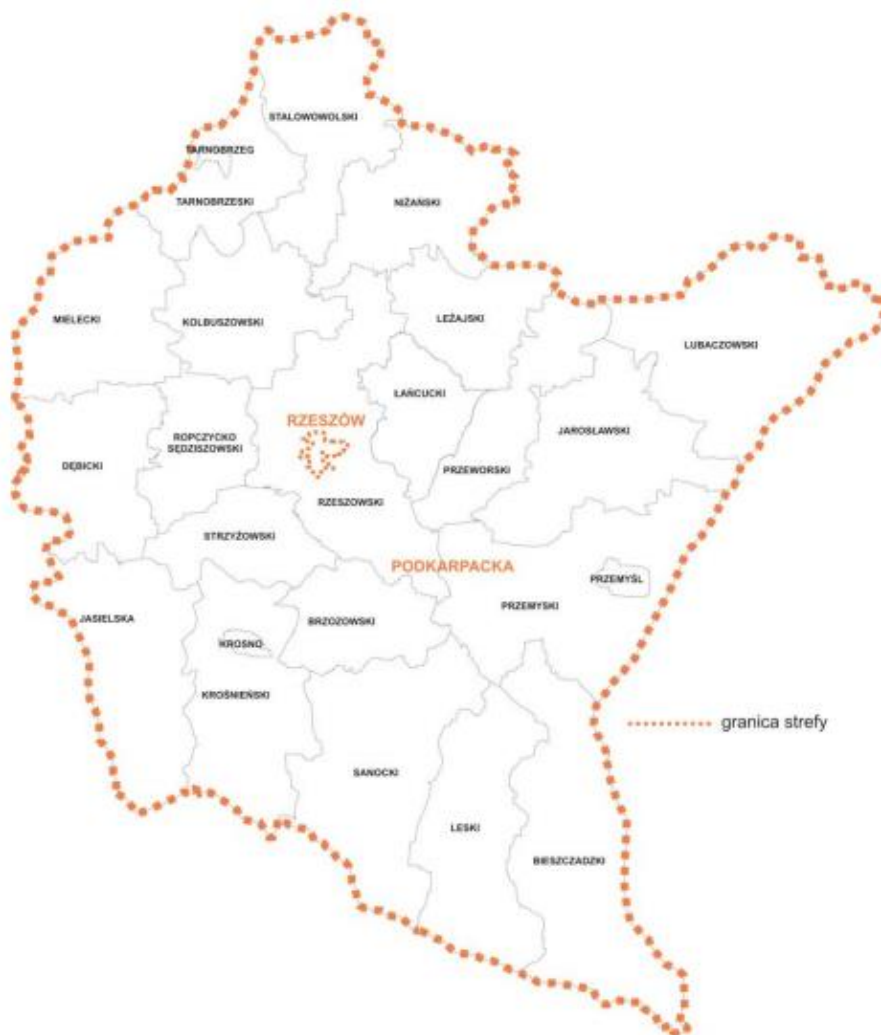 STALOWOWOLSKI
TARNOBRZEG
TARNOBRZESKI
NIŻAŃSKI
MIELECKI
KOLBUSZOWSKI
LEŻAJSKI
LUBACZOWSKI
ŁAŃCUCKI
RZESZÓW
JAROSŁAWSKI
ROPCZYCKO
SĘDZISZOWSKI
DĘBICKI
PRZEWORSKI
RZESZOWSKI
STRZYŻOWSKI
PODKARPACKA
PRZEMYŚL
PRZEMYSKI
JASIELSKA
BRZOZOWSKI
KROSNO
KROŚNIEŃSKI
granica strefy
SANOCKI
LESKI
BIESZCZADZKI